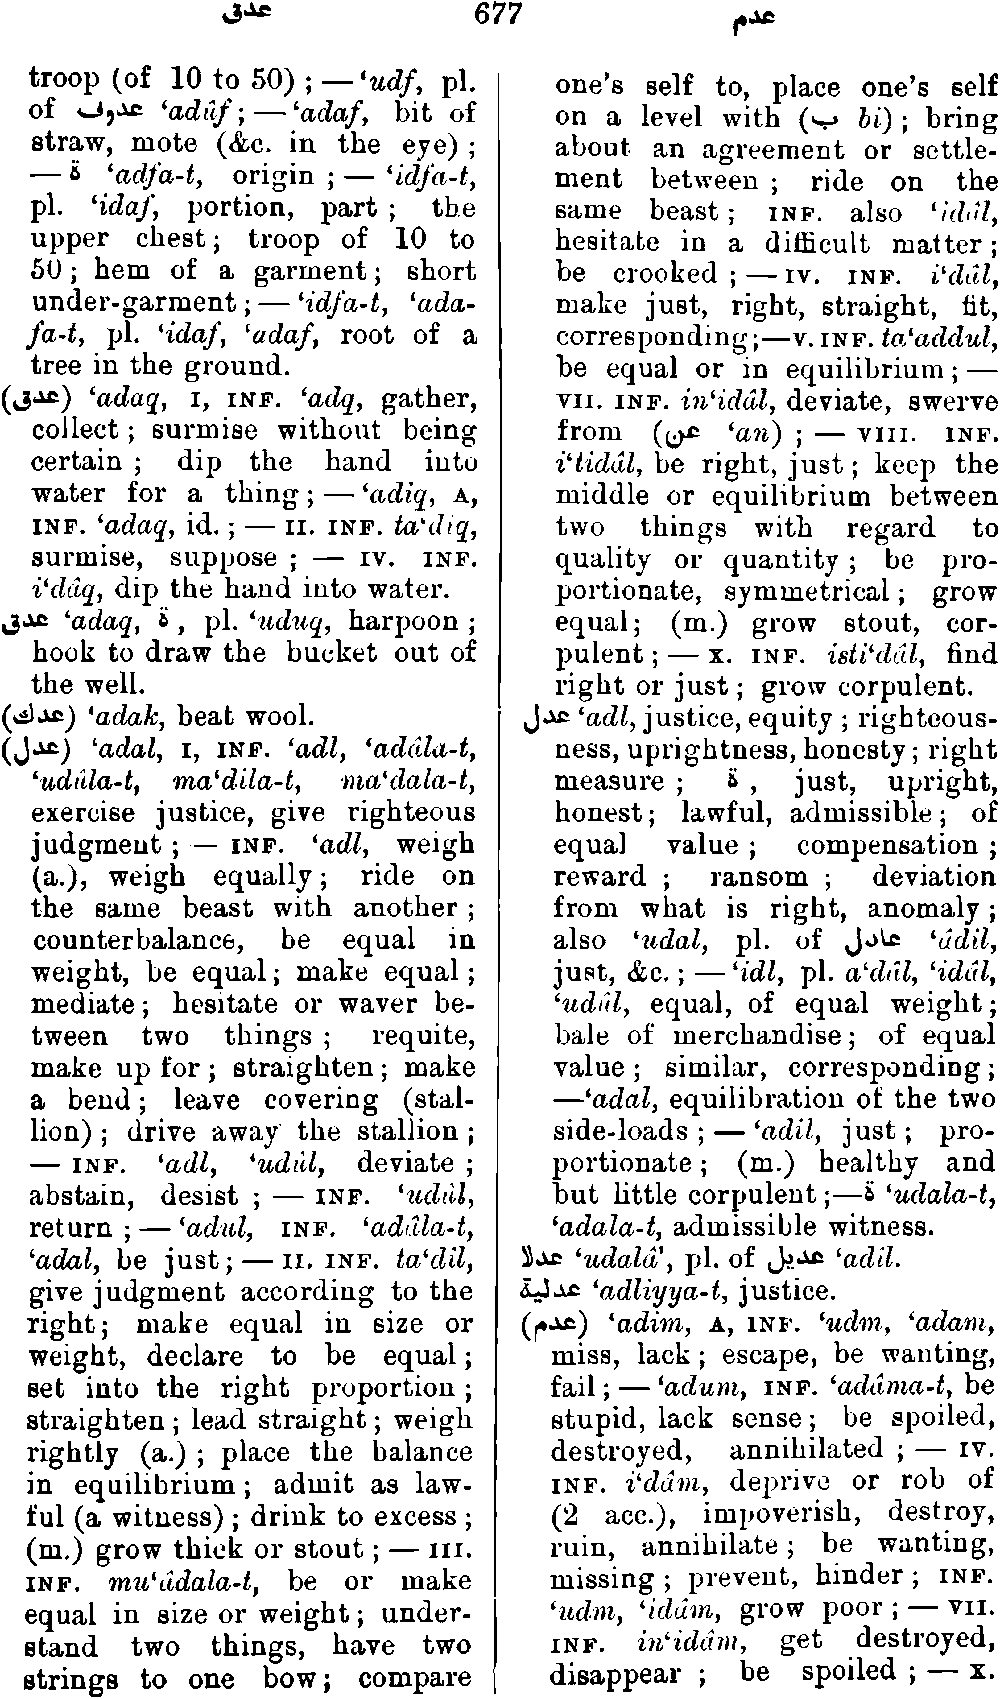 عدق 677 عدم
troop (of 10 to 50) ; — ‘udf, pl.
of عدوف ‘adûf ; — ‘adaf, bit of
straw, mote (&c. in the eye) ;
— ة ‘adfa-t, origin ; — ‘idfa-t,
pl. ‘idaf, portion, part ; the
upper chest ; troop of 10 to
50 ; hem of a garment ; short
under-garment ; — ‘idfa-t, ‘ada-
fa-t, pl. ‘idaf, ‘adaf, root of a
tree in the ground.
(عدق) ‘adaq, I, INF. ‘adq, gather,
collect ; surmise without being
certain ; dip the hand into
water for a thing ; — ‘adiq, A,
INF. ‘adaq, id. ; — II. INF. ta‘dîq,
surmise, suppose ; — IV. INF.
i‘dâq, dip the hand into water.
عدق ‘adaq, ة , pl. ‘uduq, harpoon ;
hook to draw the bucket out of
the well.
(عدك) ‘adak, beat wool.
(عدل) ‘adal, I, INF. ‘adl, ‘adâla-t,
‘udûla-t, ma‘dila-t, ma‘dala-t,
exercise justice, give righteous
judgment ; — INF. ‘adl, weigh
(a.), weigh equally ; ride on
the same beast with another ;
counterbalance, be equal in
weight, be equal ; make equal ;
mediate ; hesitate or waver be-
tween two things ; requite,
make up for ; straighten ; make
a bend ; leave covering (stal-
lion) ; drive away the stallion ;
— INF. ‘adl, ‘udûl, deviate ;
abstain, desist ; — INF. ‘udûl,
return ; — ‘adul, INF. ‘adâla-t,
‘adal, be just ; — II. INF. ta‘dîl,
give judgment according to the
right ; make equal in size or
weight, declare to be equal ;
set into the right proportion ;
straighten ; lead straight ; weigh
rightly (a.) ; place the balance
in equilibrium ; admit as law-
ful (a witness) ; drink to excess ;
(m.) grow thick or stout ; — III.
INF. mu‘âdala-t, be or make
equal in size or weight ; under-
stand two things, have two
strings to one bow ; compare
one's self to, place one's self
on a level with (ب bi) ; bring
about an agreement or settle-
ment between ; ride on the
same beast ; INF. also ‘idâl,
hesitate in a difficult matter ;
be crooked ; — IV. INF. i‘dâl,
make just, right, straight, fit,
corresponding ;—V. INF. ta‘addul,
be equal or in equilibrium ; —
VII. INF. in‘idâl, deviate, swerve
from (عن ‘an) ; — VIII. INF.
i‘tidâl, be right, just ; keep the
middle or equilibrium between
two things with regard to
quality or quantity ; be pro-
portionate, symmetrical ; grow
equal ; (m.) grow stout, cor-
pulent ; — X. INF. isti‘dâl, find
right or just ; grow corpulent.
عدل ‘adl, justice, equity ; righteous-
ness, uprightness, honesty ; right
measure ; ة , just, upright,
honest ; lawful, admissible ; of
equal value ; compensation ;
reward ; ransom ; deviation
from what is right, anomaly ;
also ‘udal, pl. of عادل ‘âdil,
just, &c. ; — ‘idl, pl. a‘dâl, ‘idâl,
‘udûl, equal, of equal weight ;
bale of merchandise ; of equal
value ; similar, corresponding ;
—‘adal, equilibration of the two
side-loads ; — ‘adil, just ; pro-
portionate ; (m.) healthy and
but little corpulent ;—ة ‘udala-t,
‘adala-t, admissible witness.
عدلا ‘udalâ', pl. of عديل ‘adîl.
عدلية ‘adliyya-t, justice.
(عدم) ‘adim, A, INF. ‘udm, ‘adam,
miss, lack ; escape, be wanting,
fail ; — ‘adum, INF. ‘adâma-t, be
stupid, lack sense ; be spoiled,
destroyed, annihilated ; — IV.
INF. i‘dâm, deprive or rob of
(2 acc.), impoverish, destroy,
ruin, annihilate ; be wanting,
missing ; prevent, hinder ; INF.
‘udm, ‘idâm, grow poor ; — VII.
INF. in‘idâm, get destroyed,
disappear ; be spoiled ; — X.